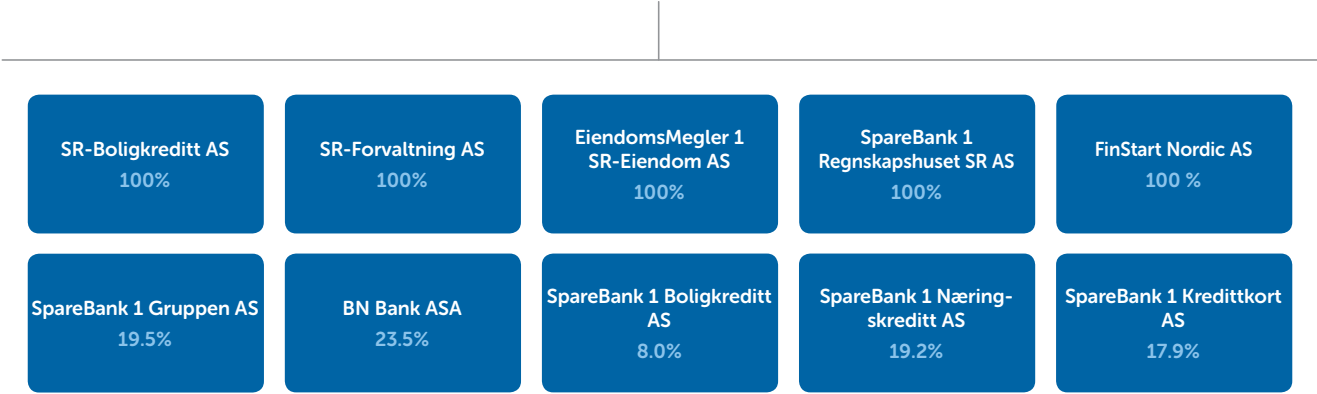 SR-Boligkreditt AS
100%
SR-Forvaltning AS
100%
EiendomsMegler 1
SR-Eiendom AS
100%
SpareBank 1
Regnskapshuset SR AS
100%
FinStart Nordic AS
100 %
SpareBank 1 Gruppen AS
19.5%
BN Bank ASA
23.5%
SpareBank 1 Boligkreditt
AS
8.0%
SpareBank 1 Næring-
skreditt AS
19.2%
SpareBank 1 Kredittkort
AS
17.9%